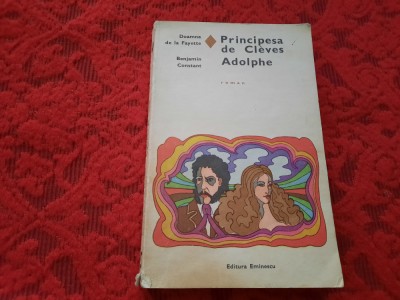 Doamna
de la Fayette
Principesa
de Clèves
Benjamin
Constant
Adolphe
roman
Editura Eminescu